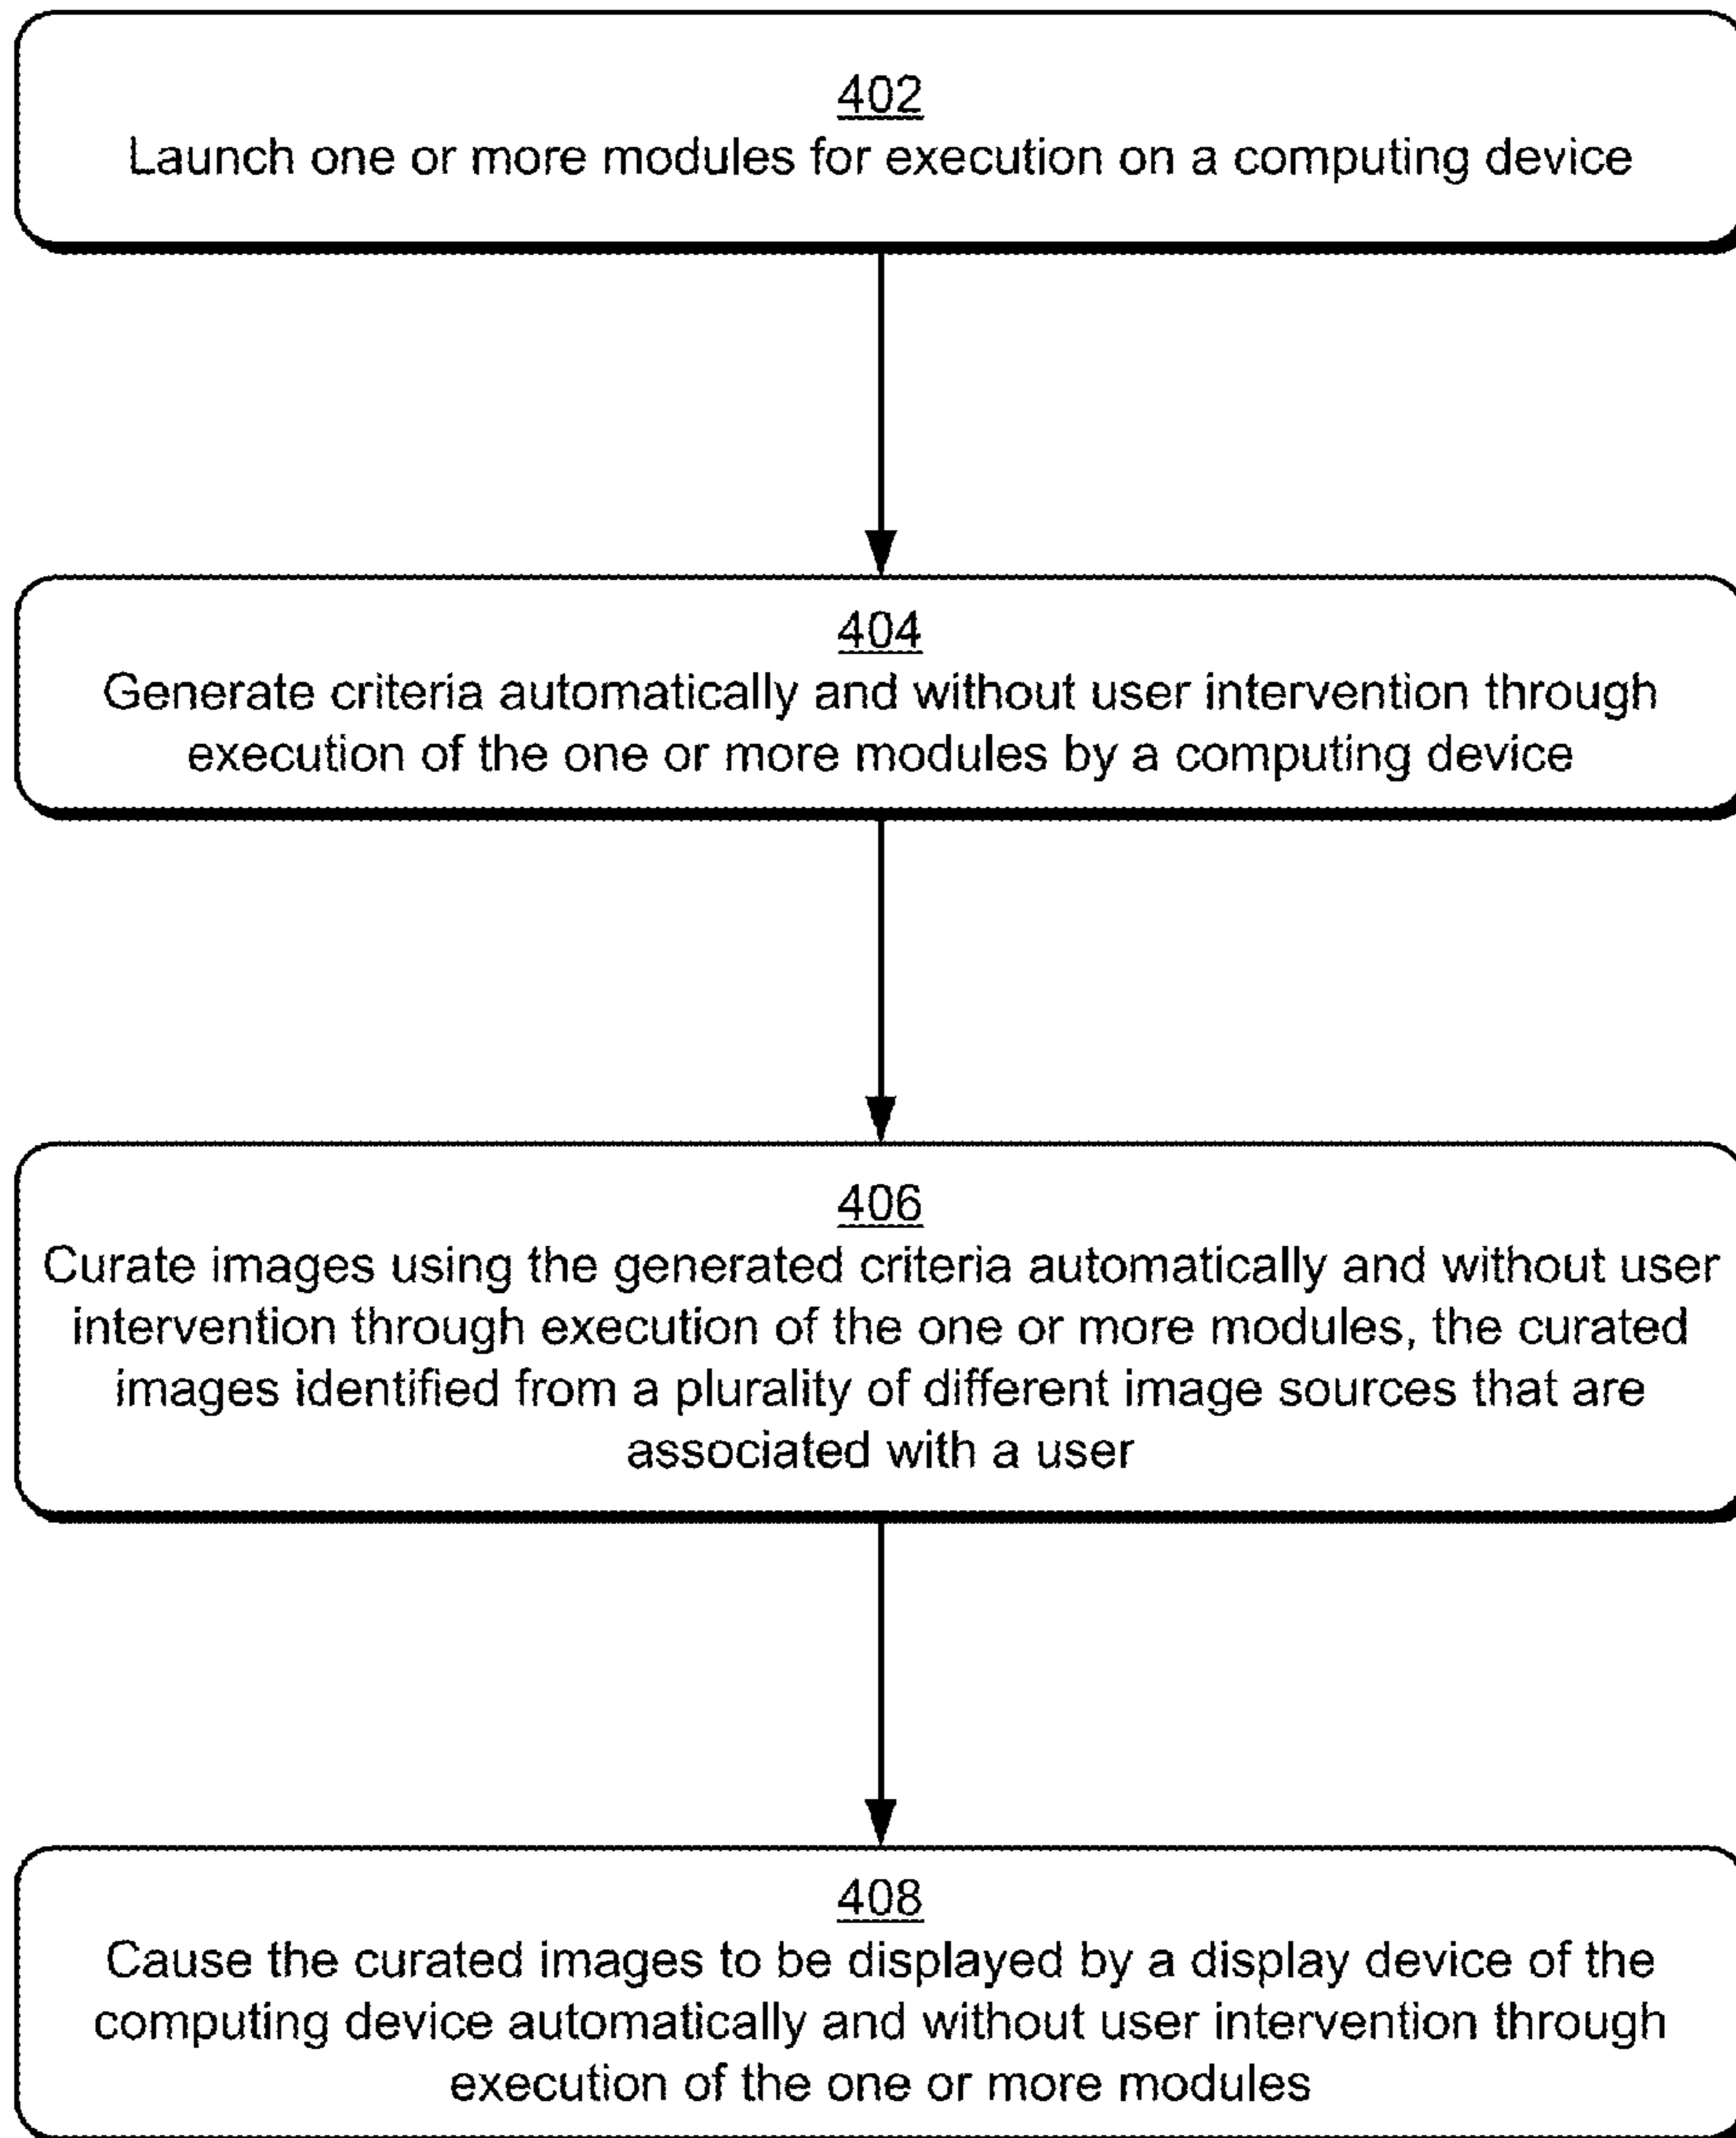 402
Launch one or more modules for execution on a computing device
404
Generate criteria automatically and without user intervention through
execution of the one or more modules by a computing device
406
Curate images using the generated criteria automatically and without user
intervention through execution of the one or more modules, the curated
images identified from a plurality of different image sources that are
associated with a user
408
Cause the curated images to be displayed by a display device of the
computing device automatically and without user intervention through
execution of the one or more modules